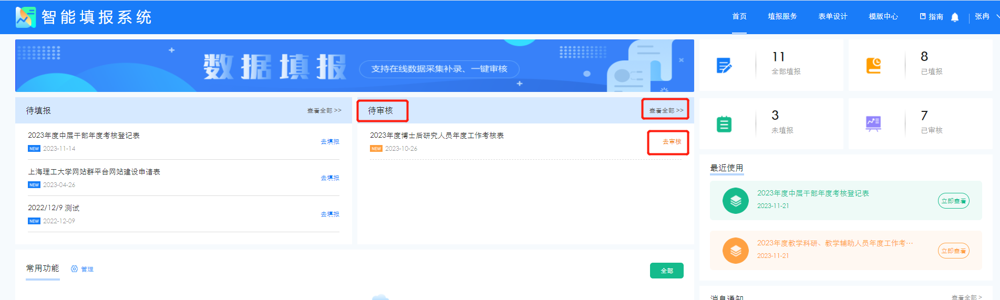 智能填报系统
首页 填报服务 表单设计 模版中心 指南 张冉
数据填报 支持在线数据采集补录、一键审核
11
全部填报
8
已填报
3
未填报
7
已审核
待填报 查看全部 >>
2023年度中层干部年度考核登记表
NEW 2023-11-14
去填报
上海理工大学网站群平台网站建设申请表
NEW 2023-04-26
去填报
2022/12/9 测试
NEW 2022-12-09
去填报
待审核 查看全部 >>
2023年度博士后研究人员年度工作考核表
NEW 2023-10-26
去审核
最近使用
2023年度中层干部年度考核登记表
2023-11-21
立即查看
2023年度教学科研、教学辅助人员年度工作考…
2023-11-21
立即查看
常用功能 管理 全部
消息通知 查看全部 >